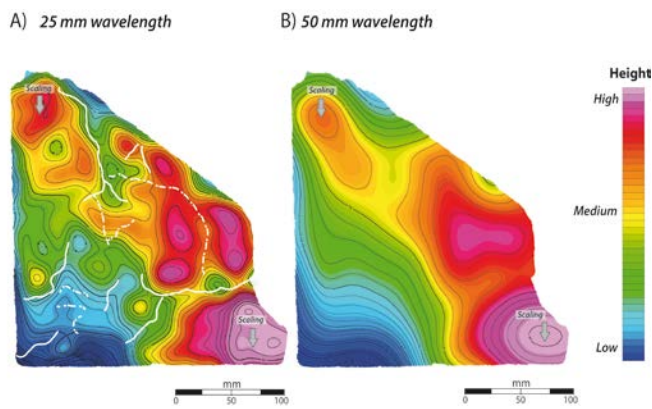 A) 25 mm wavelength
B) 50 mm wavelength
Scaling
Scaling
Height
High
Medium
Scaling
Scaling
Low
mm
0 50 100
mm
0 50 100